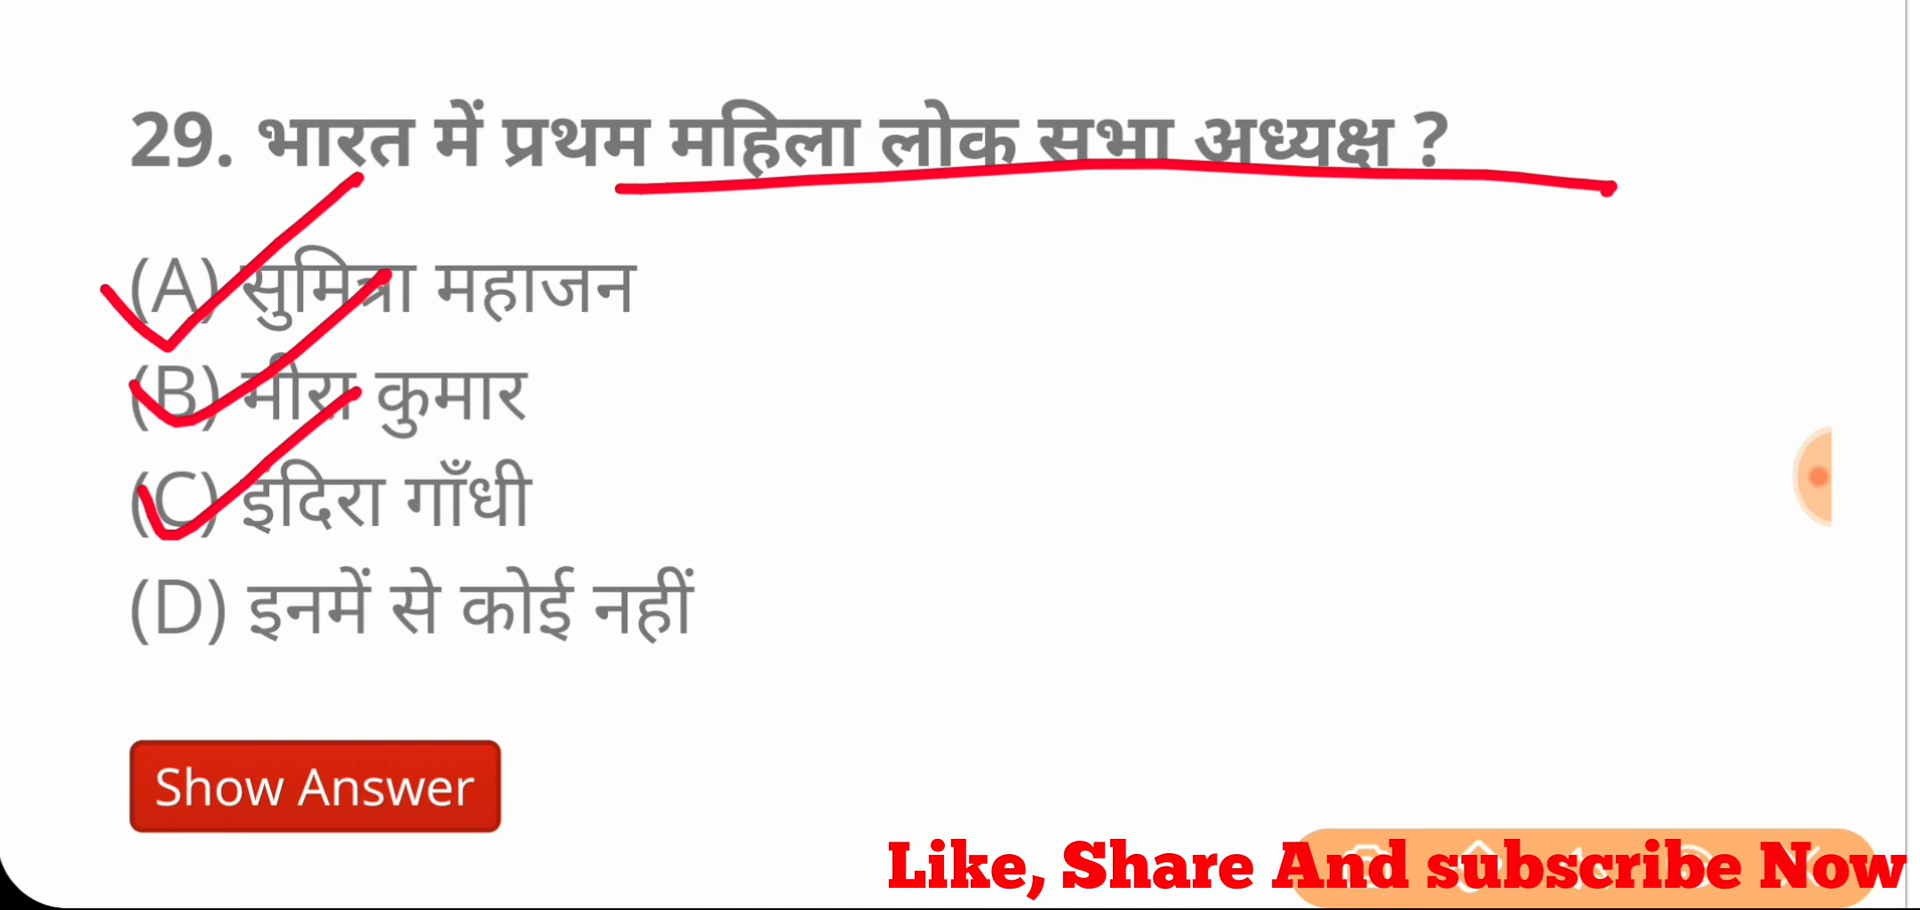 29. भारत में प्रथम महिला लोक सभा अध्यक्ष ?
(A) सुमित्रा महाजन
(B) मीरा कुमार
(C) इंदिरा गाँधी
(D) इनमें से कोई नहीं
Show Answer
Like, Share And subscribe Now